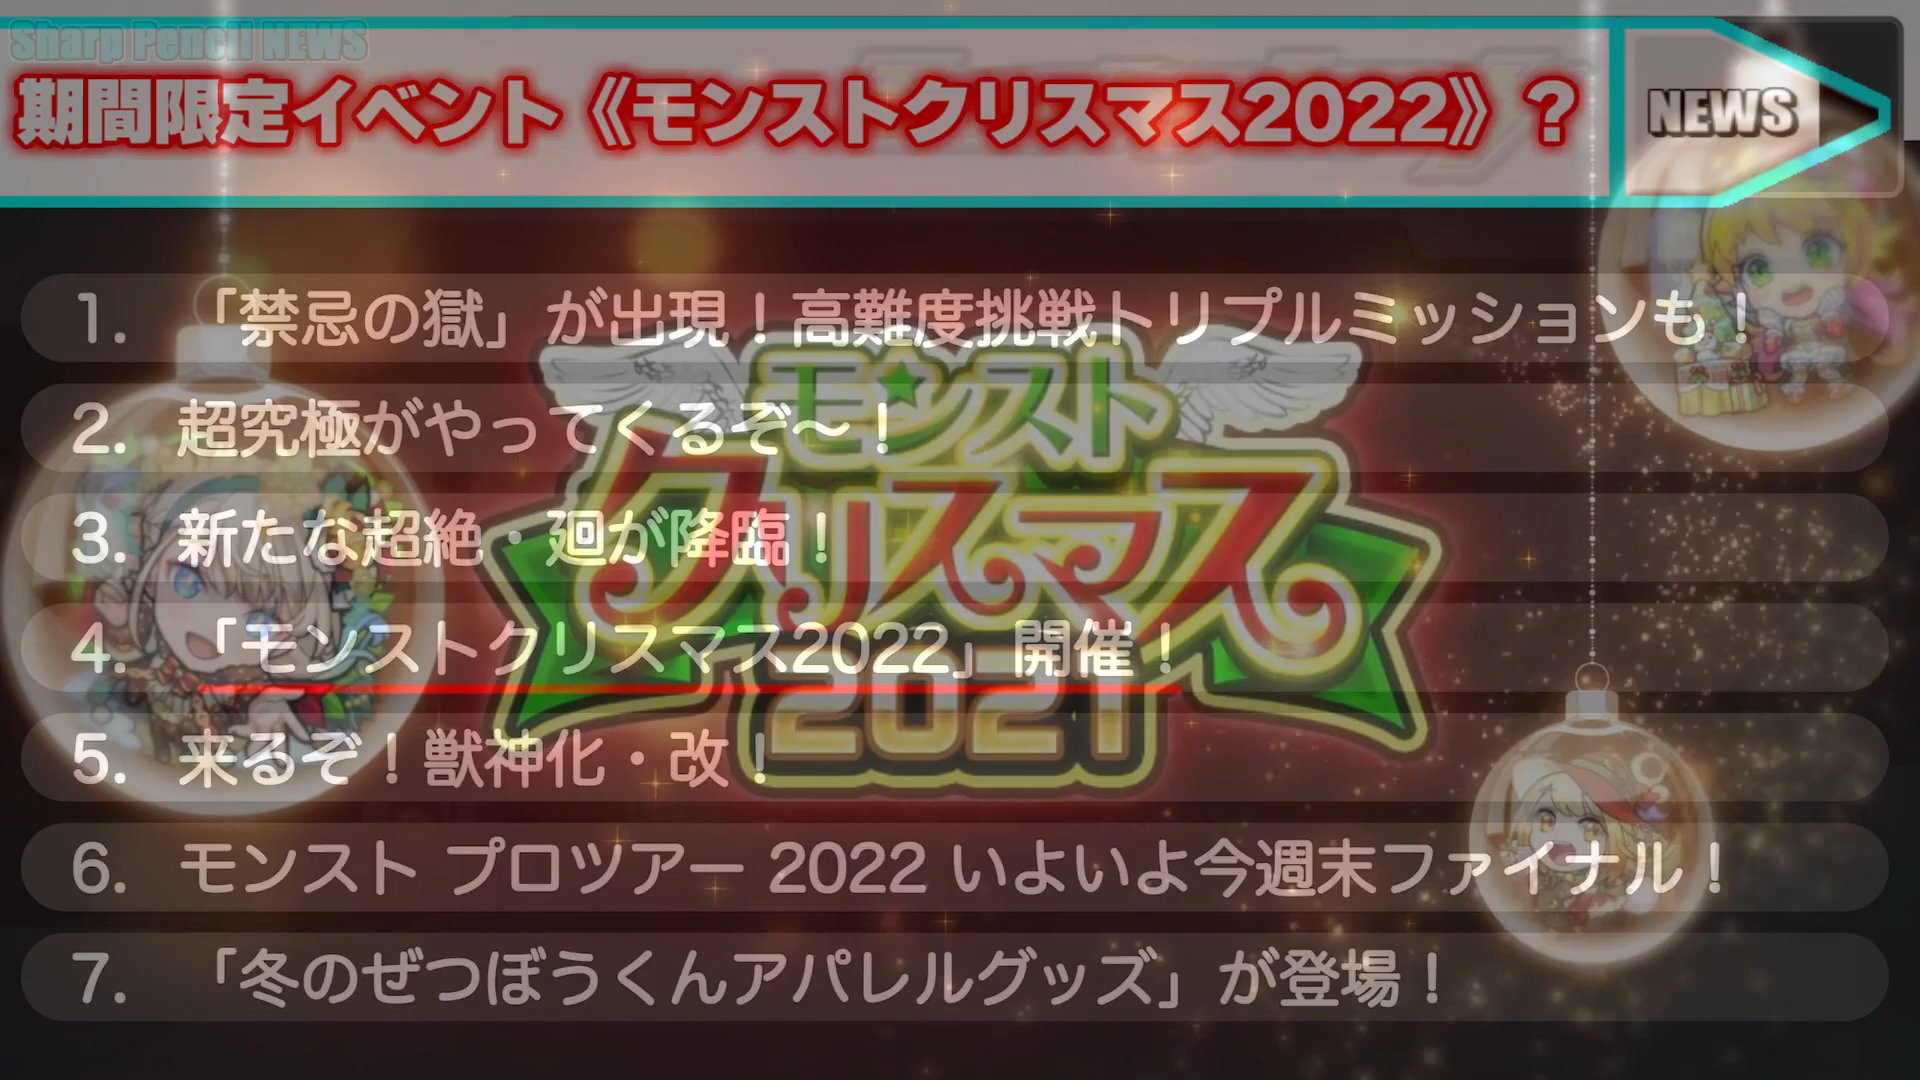 Sharp Pencil NEWS
期間限定イベント《モンストクリスマス2022》？
NEWS
1. 「禁忌の獄」が出現！高難度挑戦トリプルミッションも！
2. 超究極がやってくるぞ～！
3. 新たな超絶・廻が降臨！
4. 「モンストクリスマス2022」開催！
5. 来るぞ！獣神化・改！
6. モンスト プロツアー 2022 いよいよ今週末ファイナル！
7. 「冬のぜつぼうくんアパレルグッズ」が登場！
モンスト
クリスマス
2021